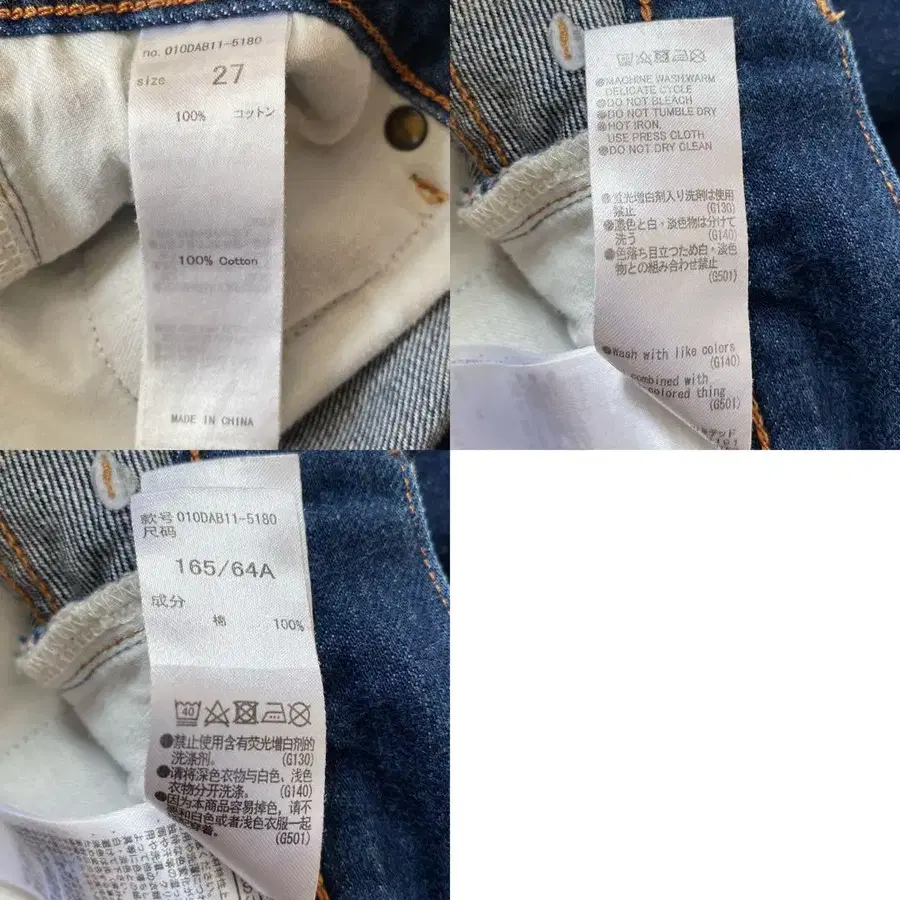 no. 010DAB11-5180
size 27
100% コットン
100% Cotton
MADE IN CHINA
●MACHINE WASH,WARM
DELICATE CYCLE
●DO NOT BLEACH
●DO NOT TUMBLE DRY
●HOT IRON,
USE PRESS CLOTH
●DO NOT DRY CLEAN
●蛍光増白剤入り洗剤は使用
禁止 (G130)
●濃色と白・淡色物は分けて
洗う (G140)
●色落ち目立つため白・淡色
物との組み合わせ禁止
(G501)
●Wash with like colors
(G140)
combined with
colored thing
(G501)
款号 010DAB11-5180
尺码
165/64A
成分
棉 100%
40
●禁止使用含有荧光增白剂的
洗涤剂。 (G130)
●请将深色衣物与白色、浅色
衣物分开洗涤。 (G140)
●因为本商品容易掉色，请不
要和白色或者浅色衣服一起
穿着。 (G501)